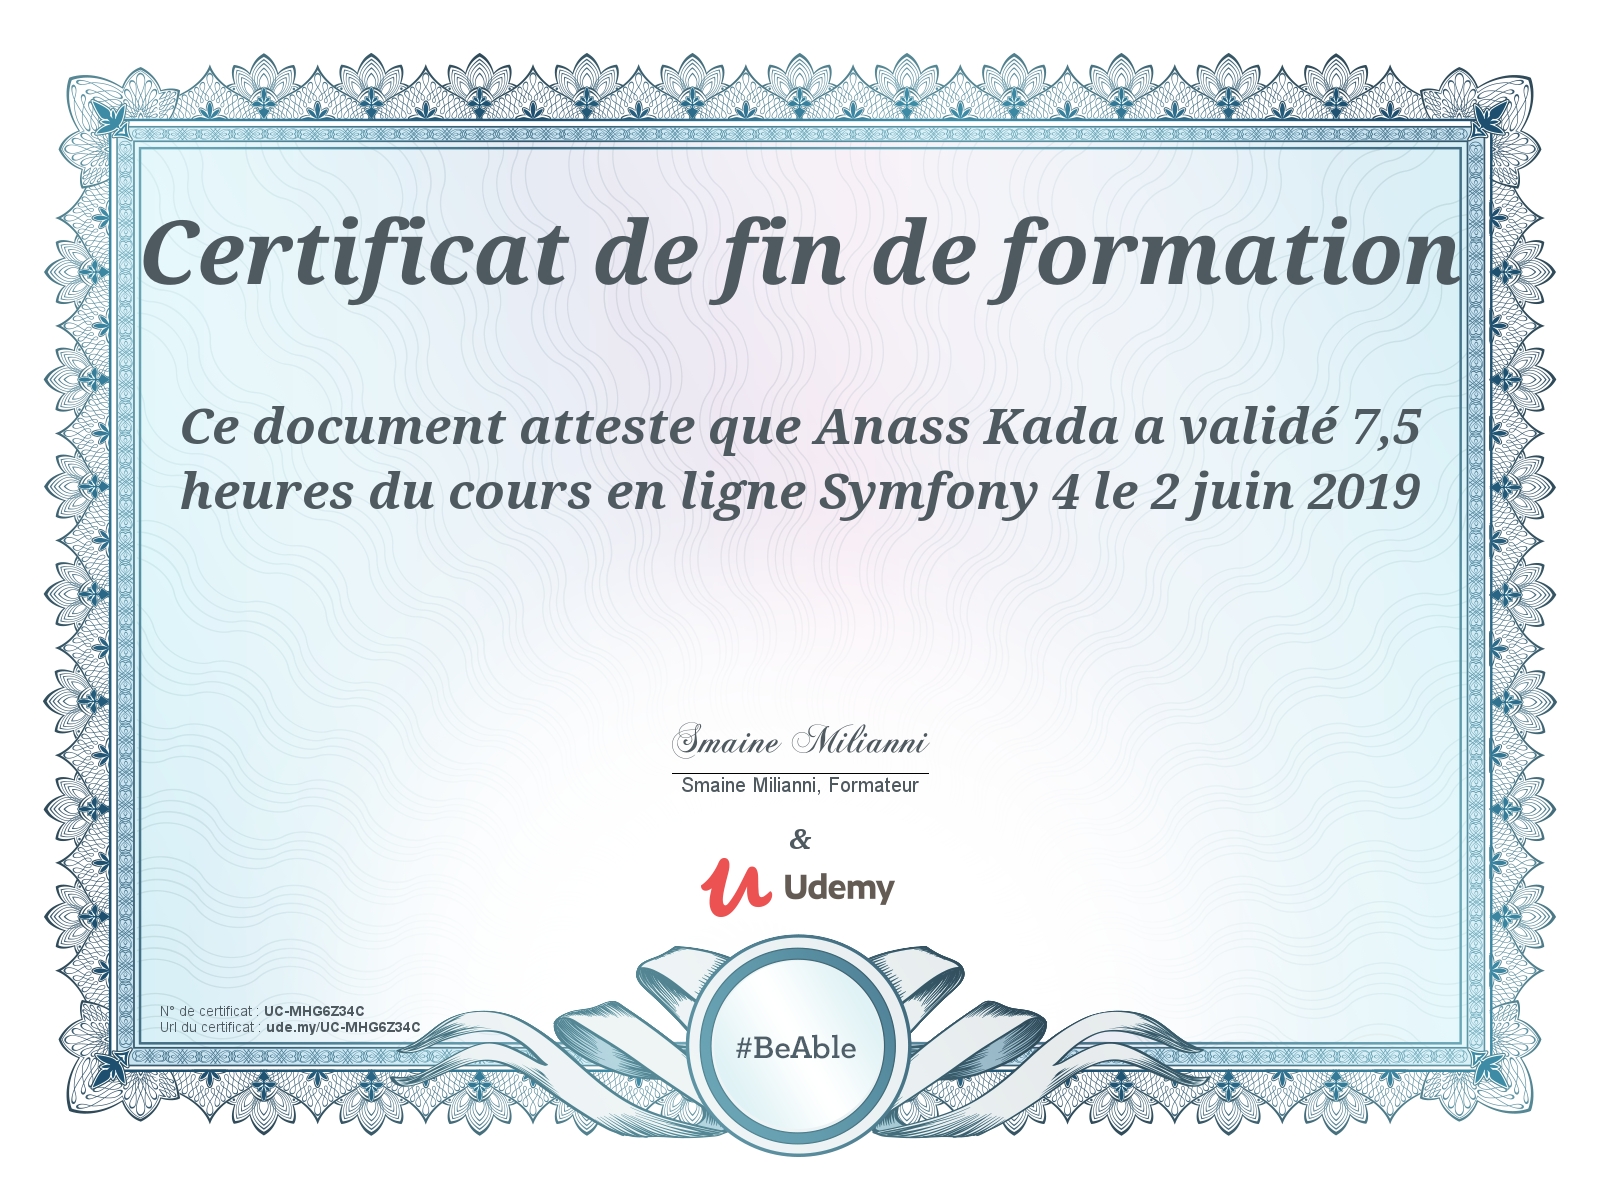 Certificat de fin de formation
Ce document atteste que Anass Kada a validé 7,5
heures du cours en ligne Symfony 4 le 2 juin 2019
Smaine Milianni
Smaine Milianni, Formateur
&
Udemy
N° de certificat : UC-MHG6Z34C
Url du certificat : ude.my/UC-MHG6Z34C
#BeAble